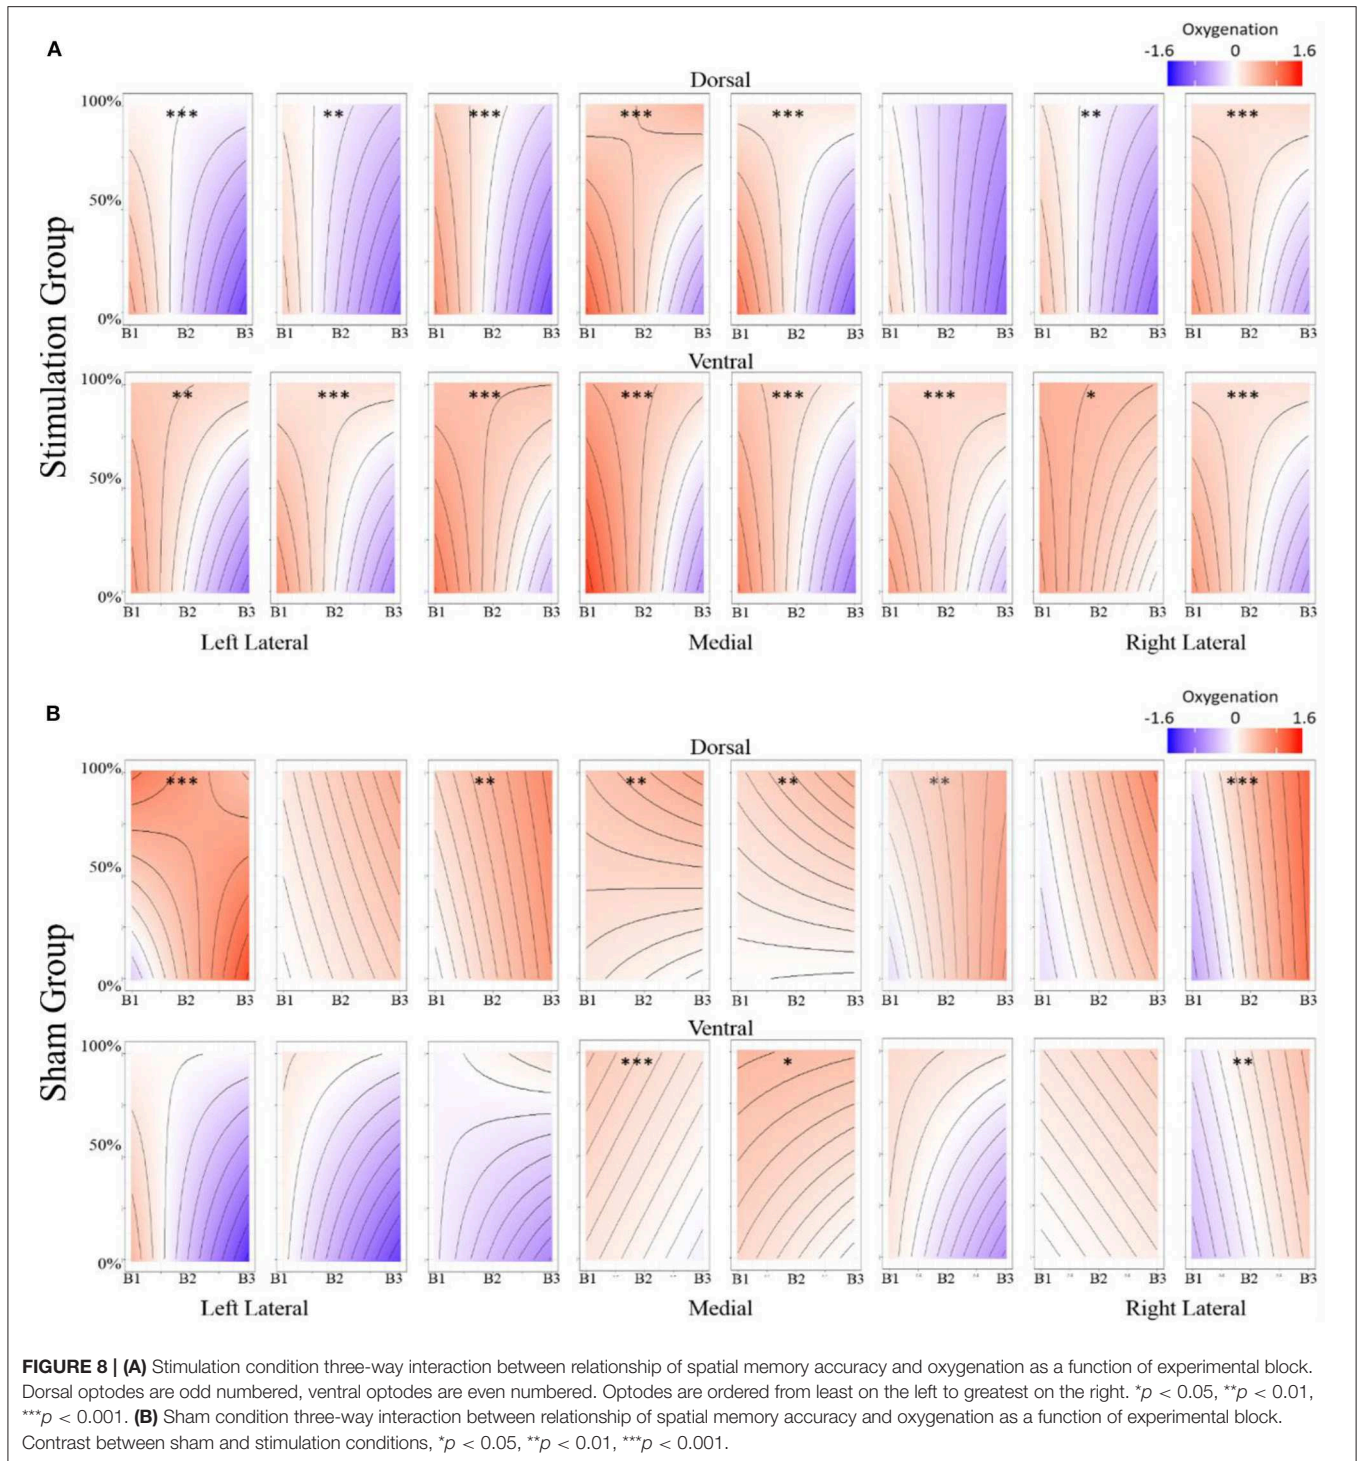 A
Oxygenation
-1.6 0 1.6
Dorsal
Stimulation Group
100%
50%
0%
*** ** *** *** *** ** ***
B1 B2 B3 B1 B2 B3 B1 B2 B3 B1 B2 B3 B1 B2 B3 B1 B2 B3 B1 B2 B3 B1 B2 B3
Ventral
100%
50%
0%
** *** *** *** *** *** * ***
B1 B2 B3 B1 B2 B3 B1 B2 B3 B1 B2 B3 B1 B2 B3 B1 B2 B3 B1 B2 B3 B1 B2 B3
Left Lateral Medial Right Lateral
B
Oxygenation
-1.6 0 1.6
Dorsal
Sham Group
100%
50%
0%
*** ** ** ** ** ***
B1 B2 B3 B1 B2 B3 B1 B2 B3 B1 B2 B3 B1 B2 B3 B1 B2 B3 B1 B2 B3 B1 B2 B3
Ventral
100%
50%
0%
*** * **
B1 B2 B3 B1 B2 B3 B1 B2 B3 B1 B2 B3 B1 B2 B3 B1 B2 B3 B1 B2 B3 B1 B2 B3
Left Lateral Medial Right Lateral
FIGURE 8 | (A) Stimulation condition three-way interaction between relationship of spatial memory accuracy and oxygenation as a function of experimental block.
Dorsal optodes are odd numbered, ventral optodes are even numbered. Optodes are ordered from least on the left to greatest on the right. *p < 0.05, **p < 0.01,
***p < 0.001. (B) Sham condition three-way interaction between relationship of spatial memory accuracy and oxygenation as a function of experimental block.
Contrast between sham and stimulation conditions, *p < 0.05, **p < 0.01, ***p < 0.001.